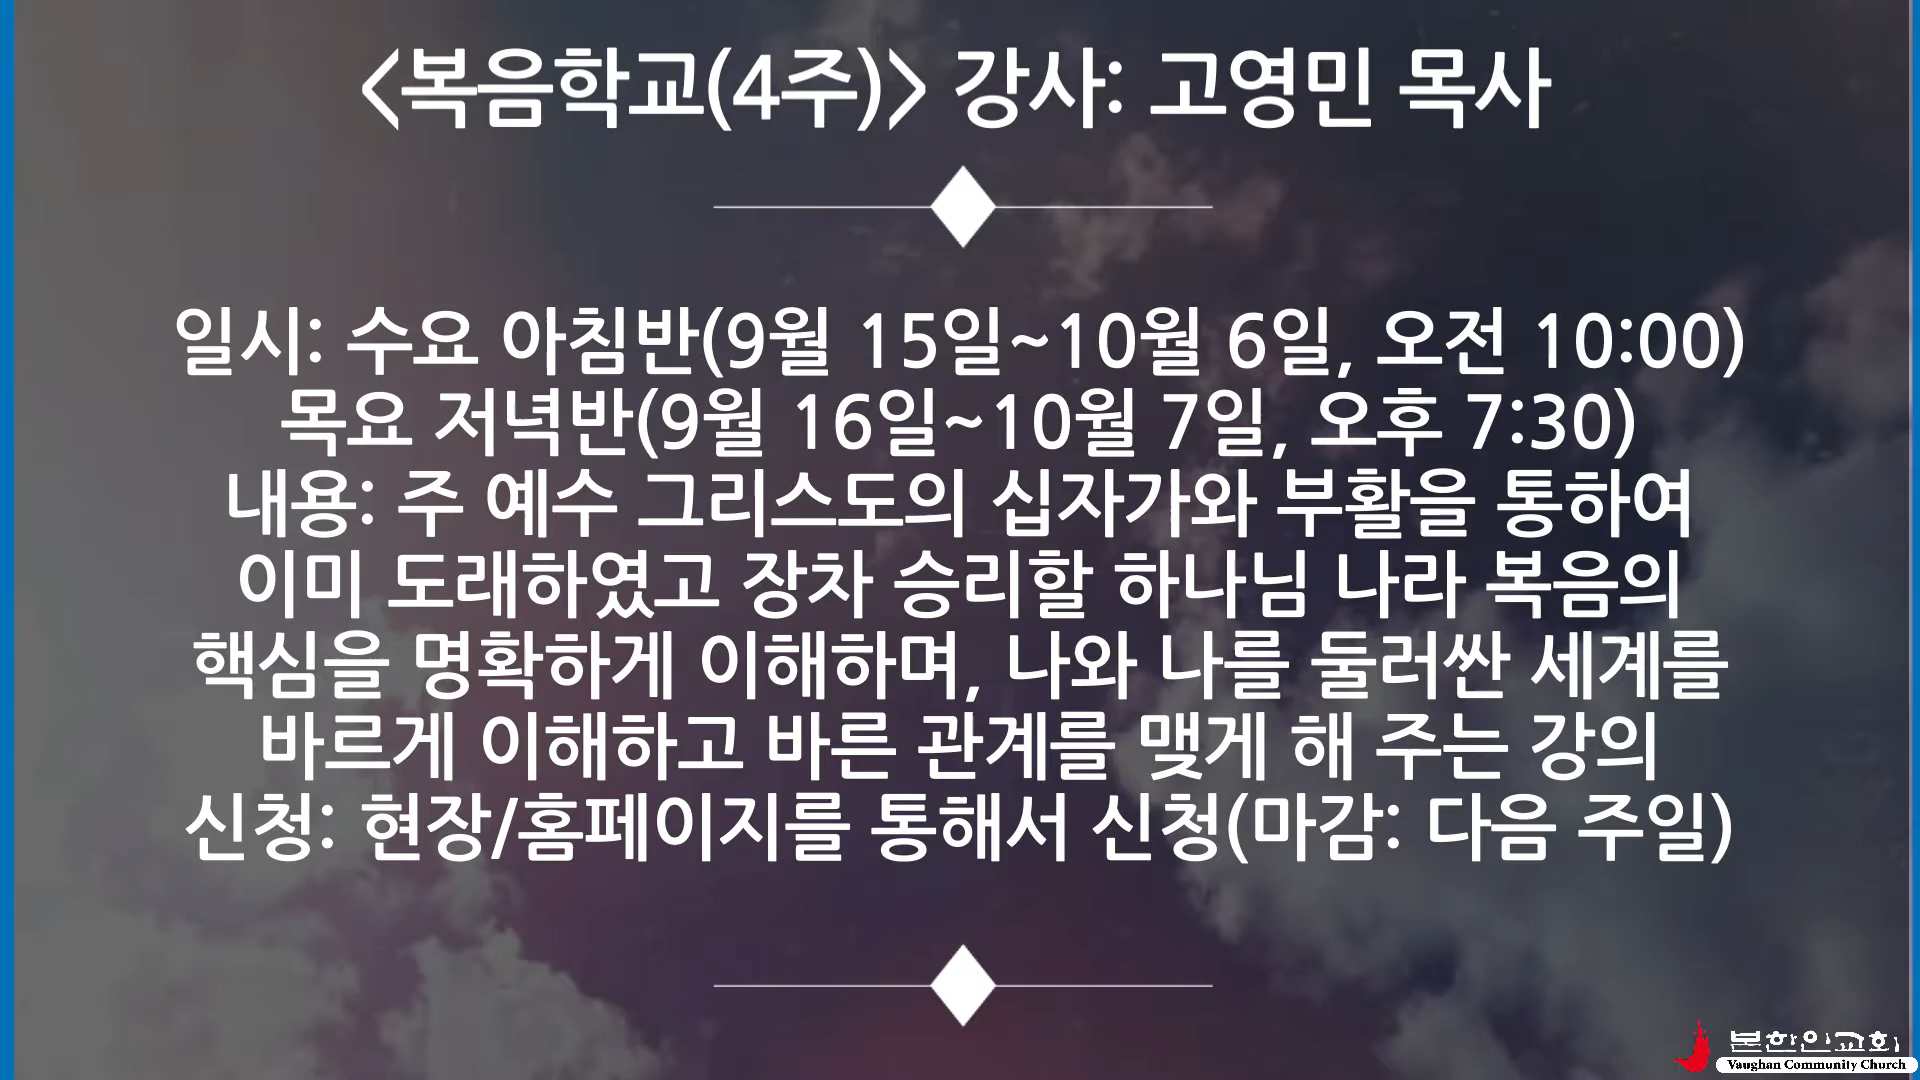 <복음학교(4주)> 강사: 고영민 목사
일시: 수요 아침반(9월 15일~10월 6일, 오전 10:00)
목요 저녁반(9월 16일~10월 7일, 오후 7:30)
내용: 주 예수 그리스도의 십자가와 부활을 통하여
이미 도래하였고 장차 승리할 하나님 나라 복음의
핵심을 명확하게 이해하며, 나와 나를 둘러싼 세계를
바르게 이해하고 바른 관계를 맺게 해 주는 강의
신청: 현장/홈페이지를 통해서 신청(마감: 다음 주일)
본한인교회
Vaughan Community Church